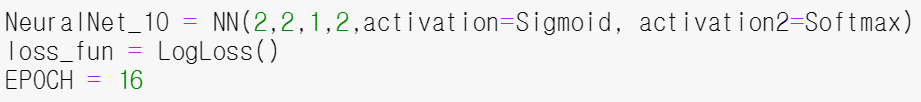 NeuralNet_10 = NN(2,2,1,2,activation=Sigmoid, activation2=Softmax)
loss_fun = LogLoss()
EPOCH = 16